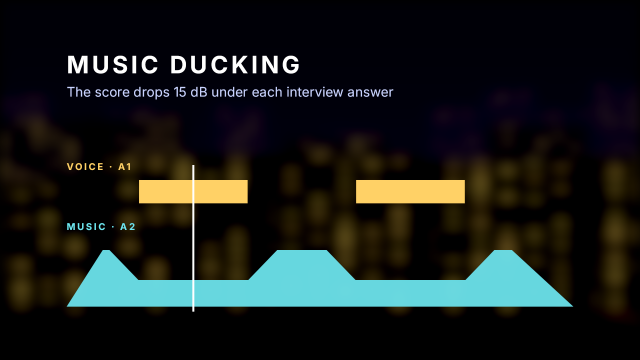 MUSIC DUCKING
The score drops 15 dB under each interview answer
VOICE · A1
MUSIC · A2